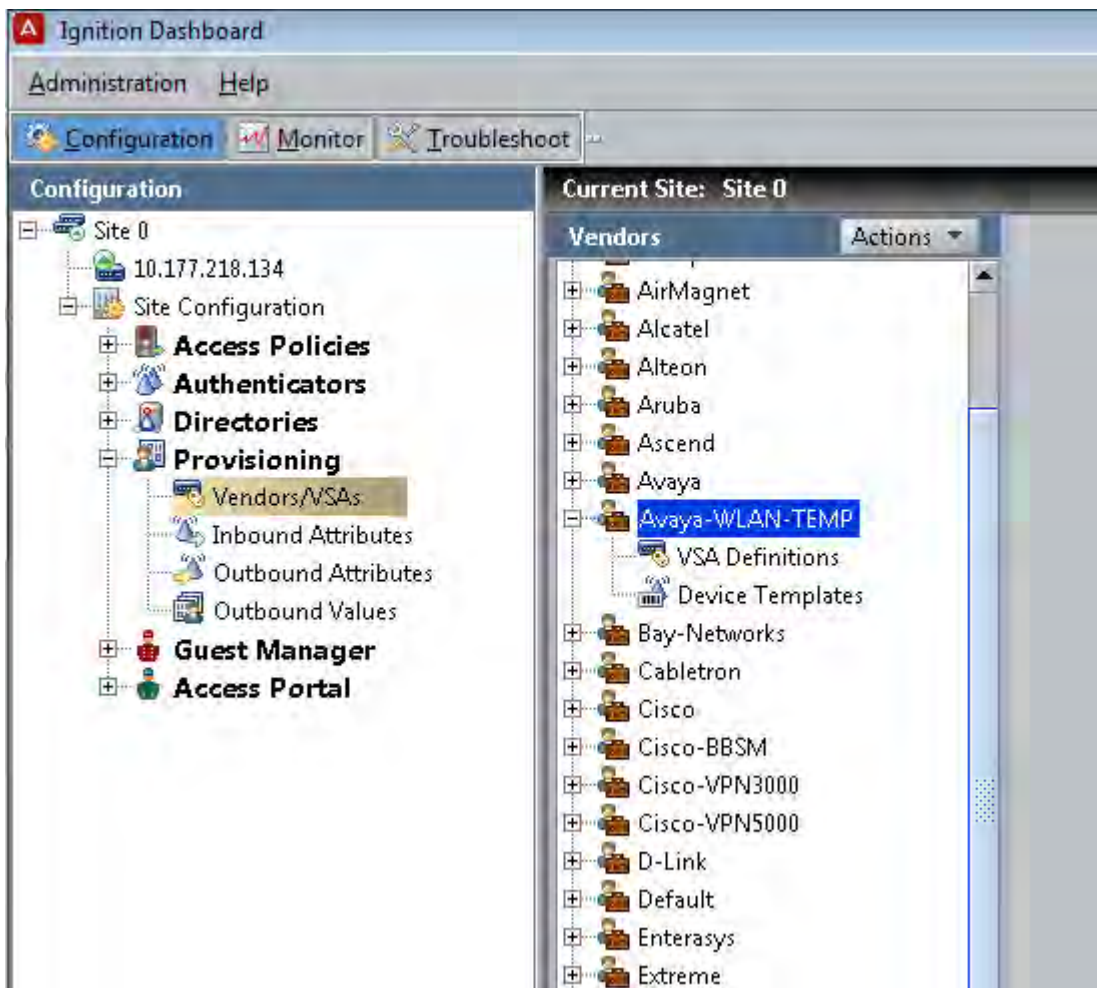 A Ignition Dashboard
Administration Help
Configuration Monitor Troubleshoot
Configuration
Site 0
10.177.218.134
Site Configuration
Access Policies
Authenticators
Directories
Provisioning
Vendors/VSAs
Inbound Attributes
Outbound Attributes
Outbound Values
Guest Manager
Access Portal
Current Site: Site 0
Vendors Actions
AirMagnet
Alcatel
Alteon
Aruba
Ascend
Avaya
Avaya-WLAN-TEMP
VSA Definitions
Device Templates
Bay-Networks
Cabletron
Cisco
Cisco-BBSM
Cisco-VPN3000
Cisco-VPN5000
D-Link
Default
Enterasys
Extreme